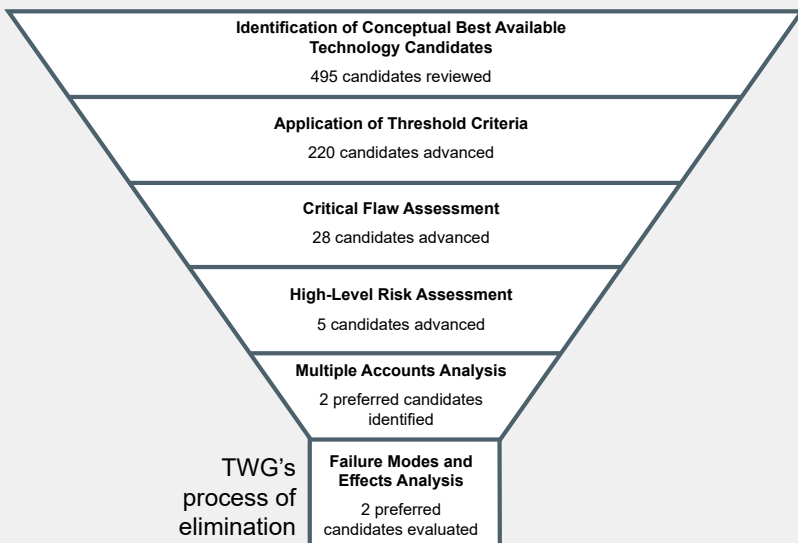 Identification of Conceptual Best Available
Technology Candidates
495 candidates reviewed
Application of Threshold Criteria
220 candidates advanced
Critical Flaw Assessment
28 candidates advanced
High-Level Risk Assessment
5 candidates advanced
Multiple Accounts Analysis
2 preferred candidates
identified
TWG’s
process of
elimination
Failure Modes and
Effects Analysis
2 preferred
candidates evaluated